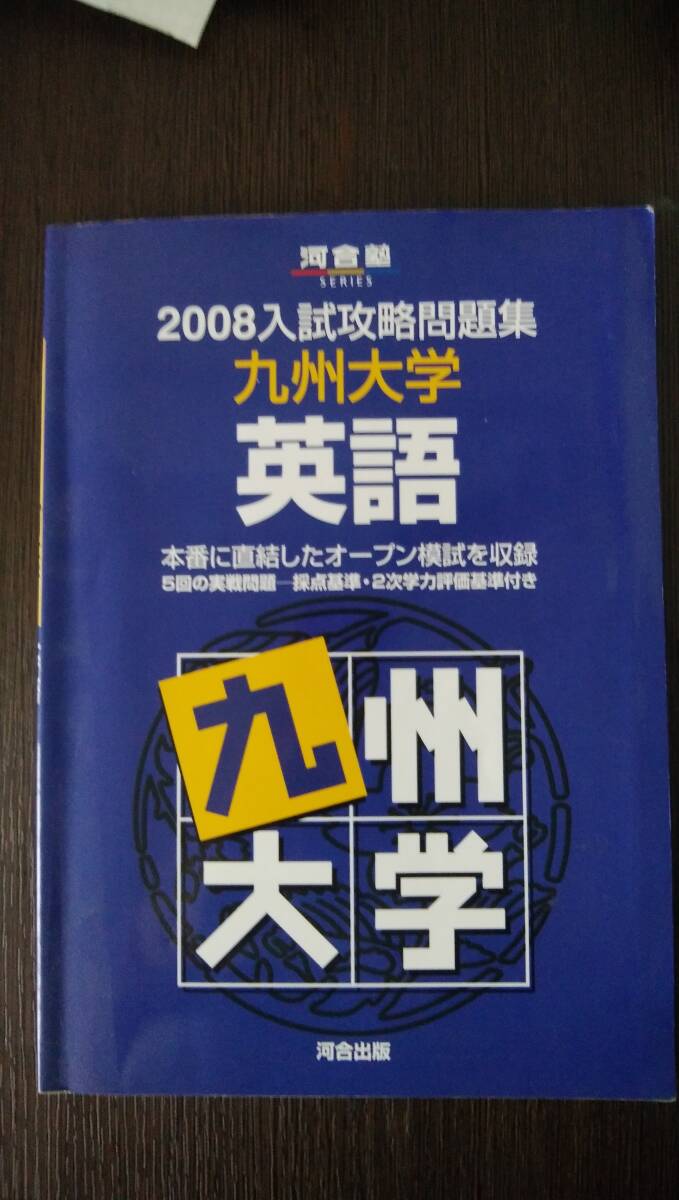 河合塾
SERIES
2008入試攻略問題集
九州大学
英語
本番に直結したオープン模試を収録
5回の実戦問題―採点基準・2次学力評価基準付き
九州
大学
河合出版